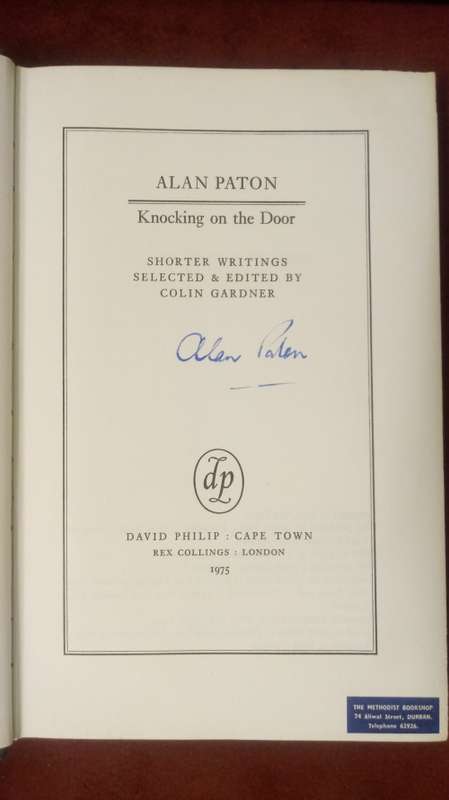 ALAN PATON
Knocking on the Door
SHORTER WRITINGS
SELECTED & EDITED BY
COLIN GARDNER
Alan Paton
dp
DAVID PHILIP : CAPE TOWN
REX COLLINGS : LONDON
1975
THE METHODIST BOOKSHOP
74 Aliwal Street, DURBAN.
Telephone 63926.